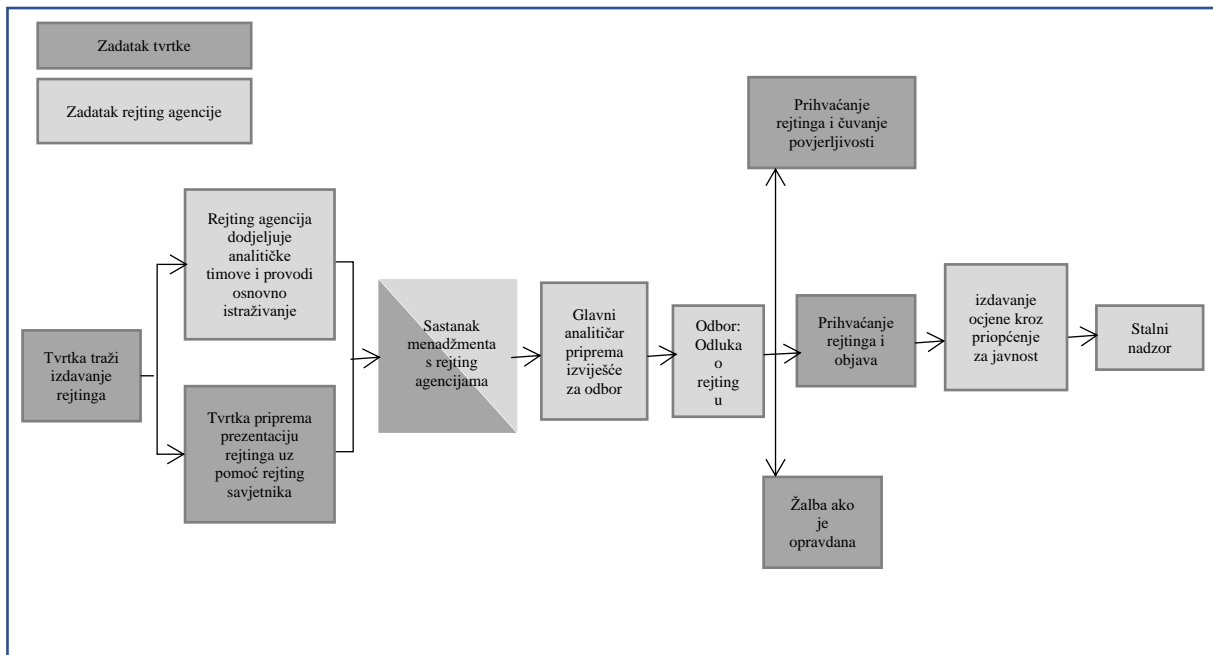 Zadatak tvrtke
Zadatak rejting agencije
Tvrtka traži
izdavanje
rejtinga
Rejting agencija
dodjeljuje
analitičke
timove i provodi
osnovno
istraživanje
Tvrtka priprema
prezentaciju
rejtinga uz
pomoć rejting
savjetnika
Sastanak
menadžmenta
s rejting
agencijama
Glavni
analitičar
priprema
izviješće
za odbor
Odbor:
Odluka
o
rejting
u
Prihvaćanje
rejtinga i čuvanje
povjerljivosti
Prihvaćanje
rejtinga i
objava
Žalba ako
je
opravdana
izdavanje
ocjene kroz
priopćenje
za javnost
Stalni
nadzor